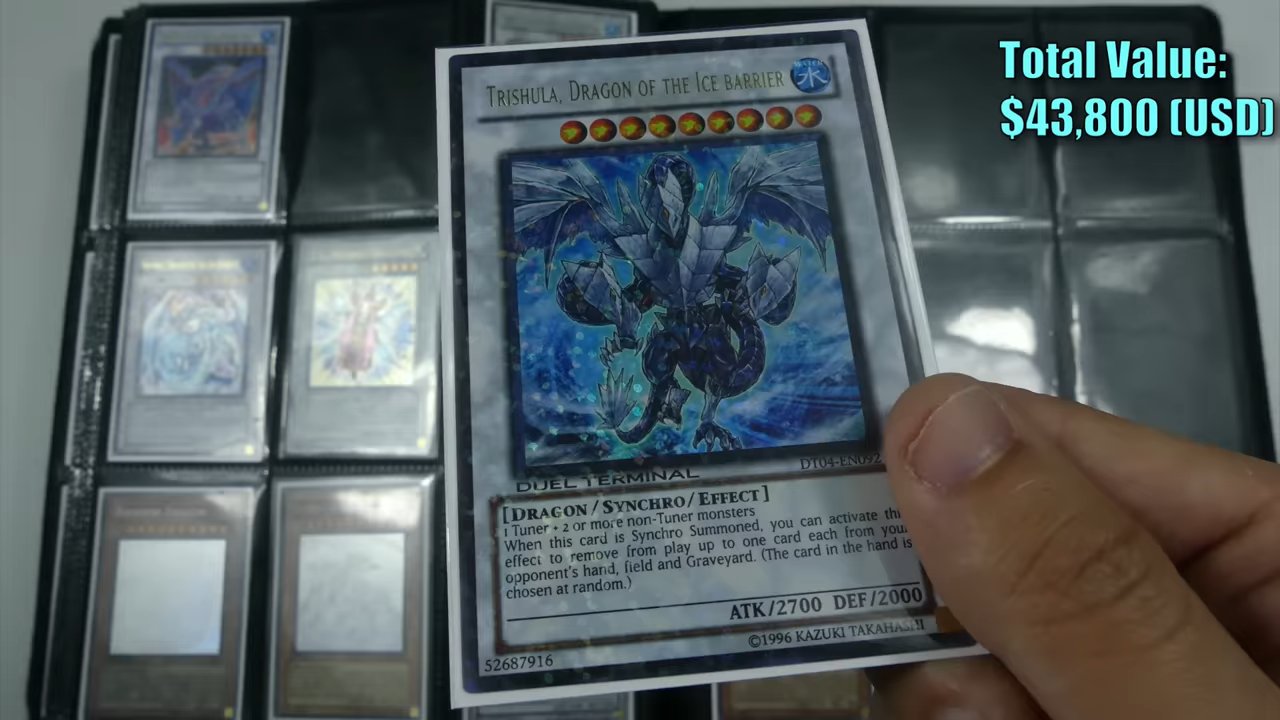 Total Value:
$43,800 (USD)
TRISHULA, DRAGON OF THE ICE BARRIER
WATER
水
DUEL TERMINAL
DT04-EN092
[DRAGON / SYNCHRO / EFFECT]
1 Tuner + 2 or more non-Tuner monsters
When this card is Synchro Summoned, you can activate thi
effect to remove from play up to one card each from you
opponent's hand, field and Graveyard. (The card in the hand is
chosen at random.)
ATK/2700 DEF/2000
©1996 KAZUKI TAKAHASHI
52687916